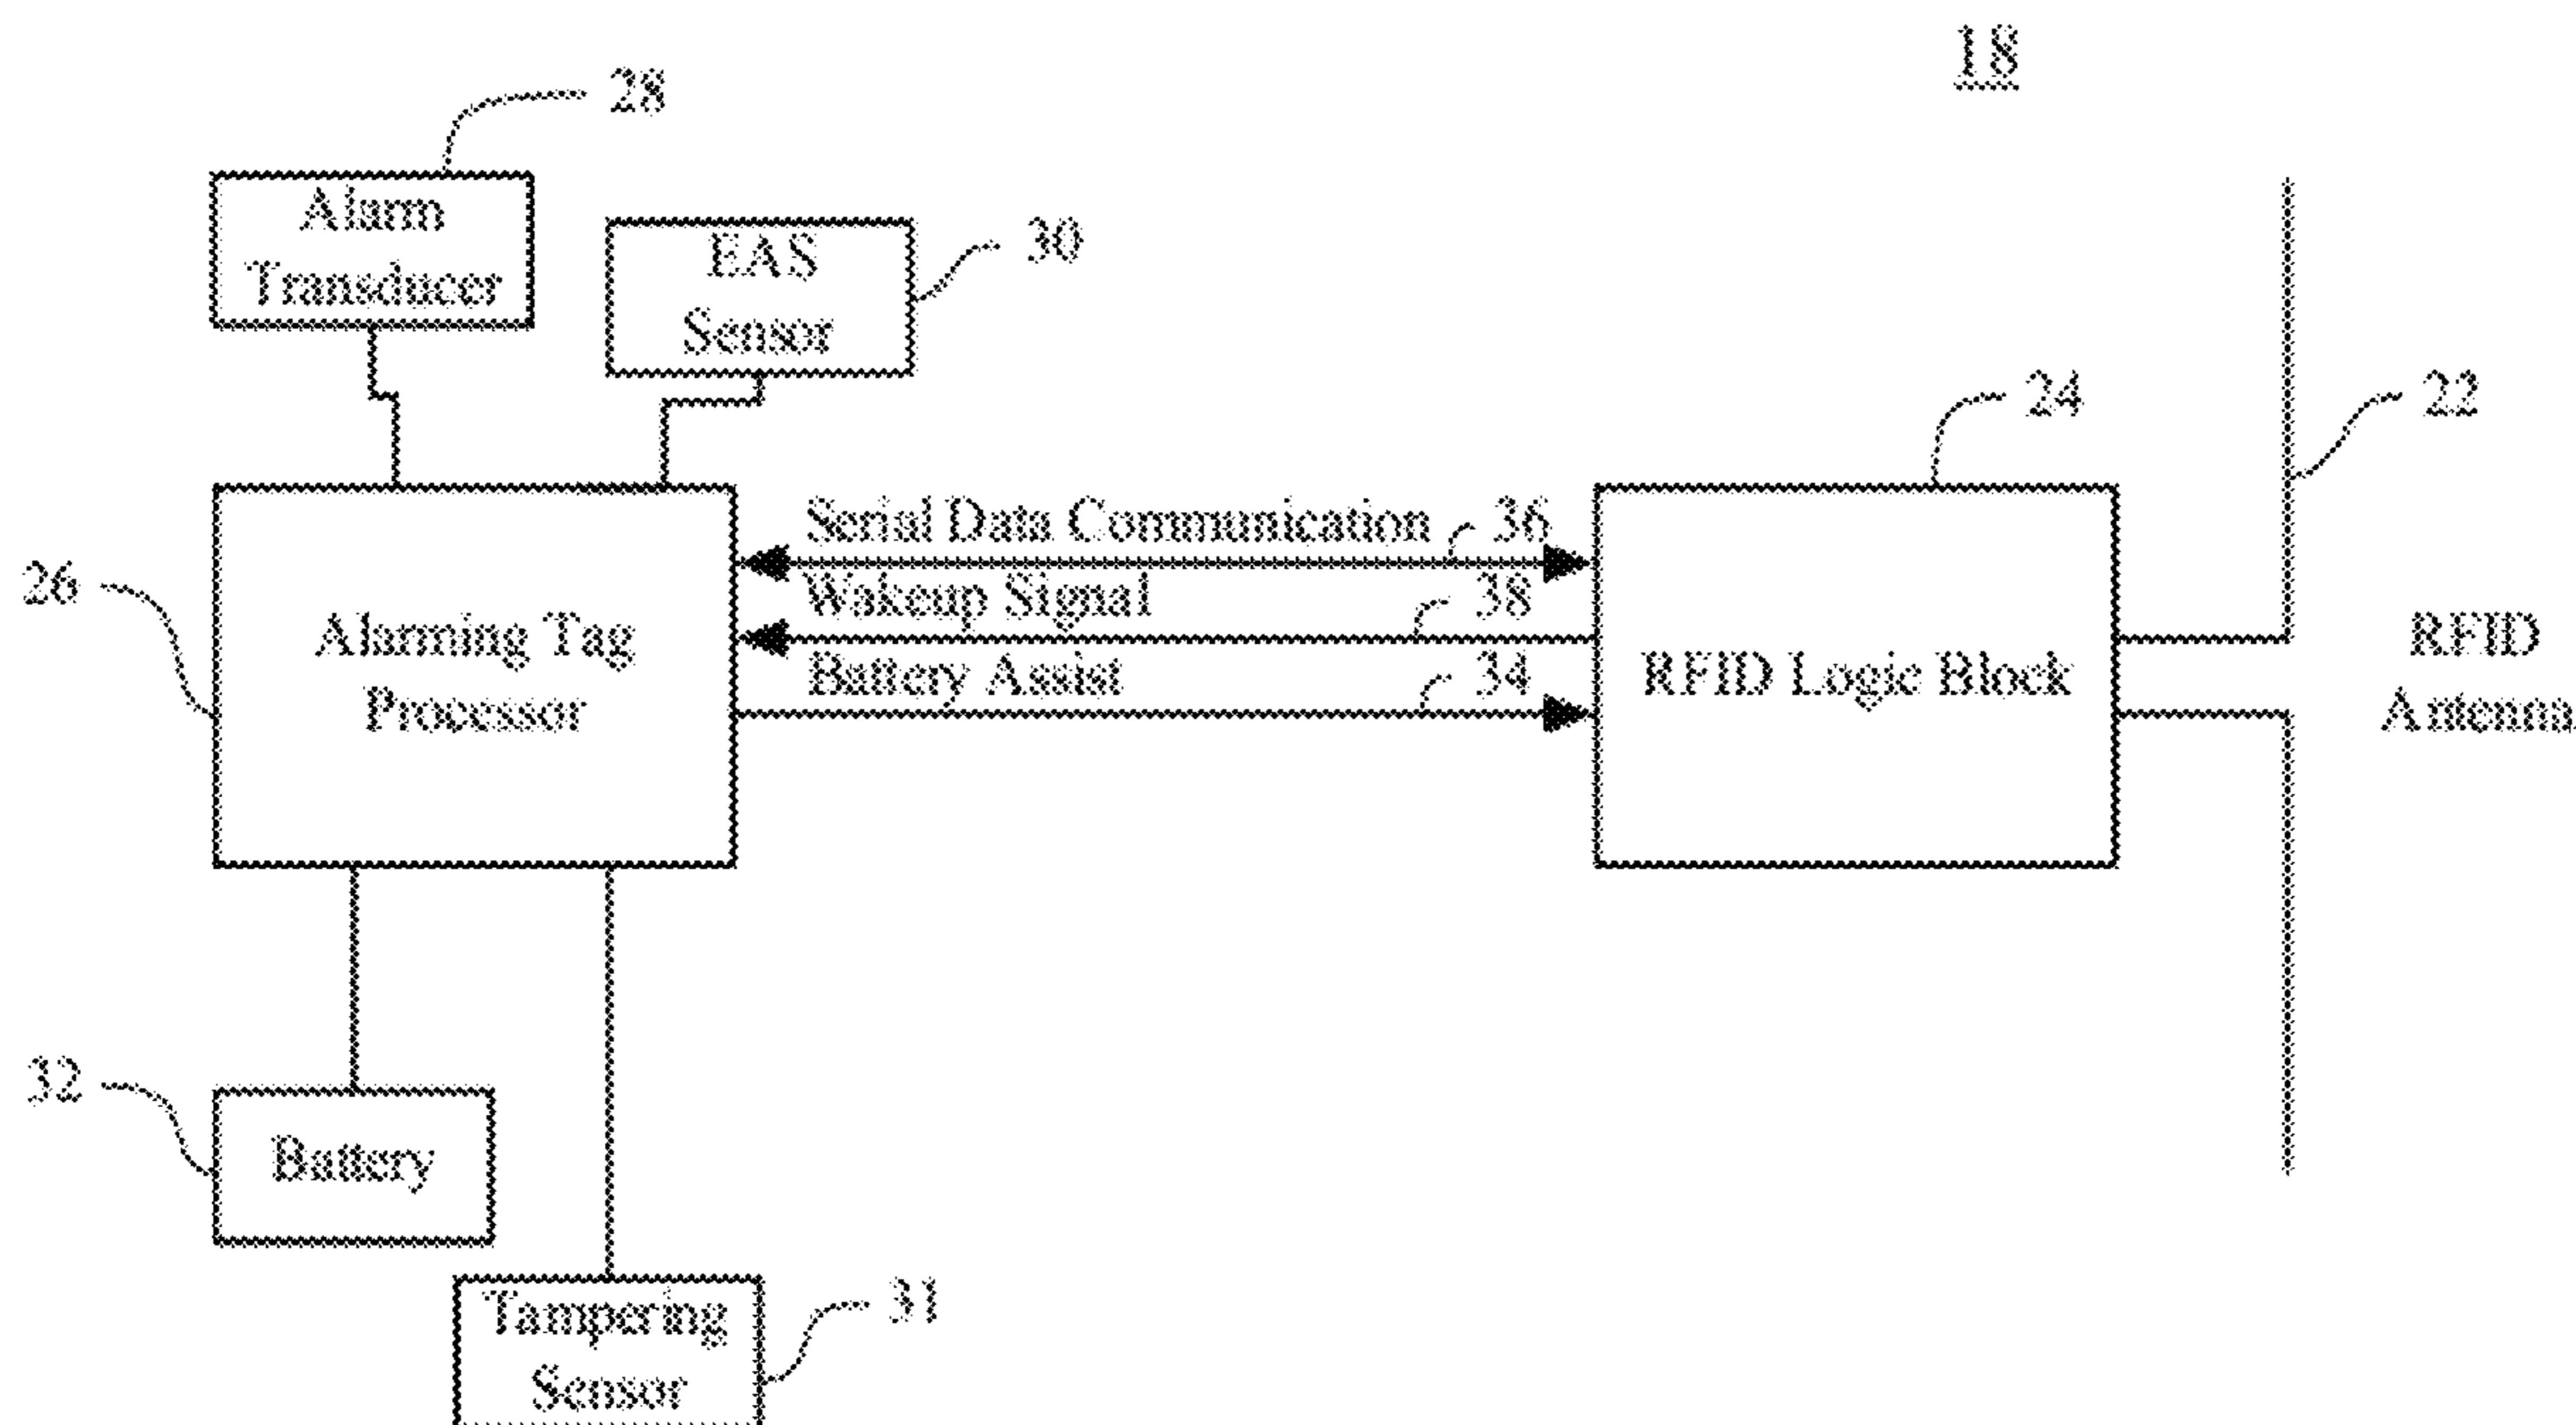 18
28
Alarm
Transducer
30
EAS
Sensor
24
22
Serial Data Communication 36
26
Wakeup Signal 38
Alarming Tag
Processor
Battery Assist 34
RFID Logic Block
RFID
Antenna
32
Battery
31
Tampering
Sensor